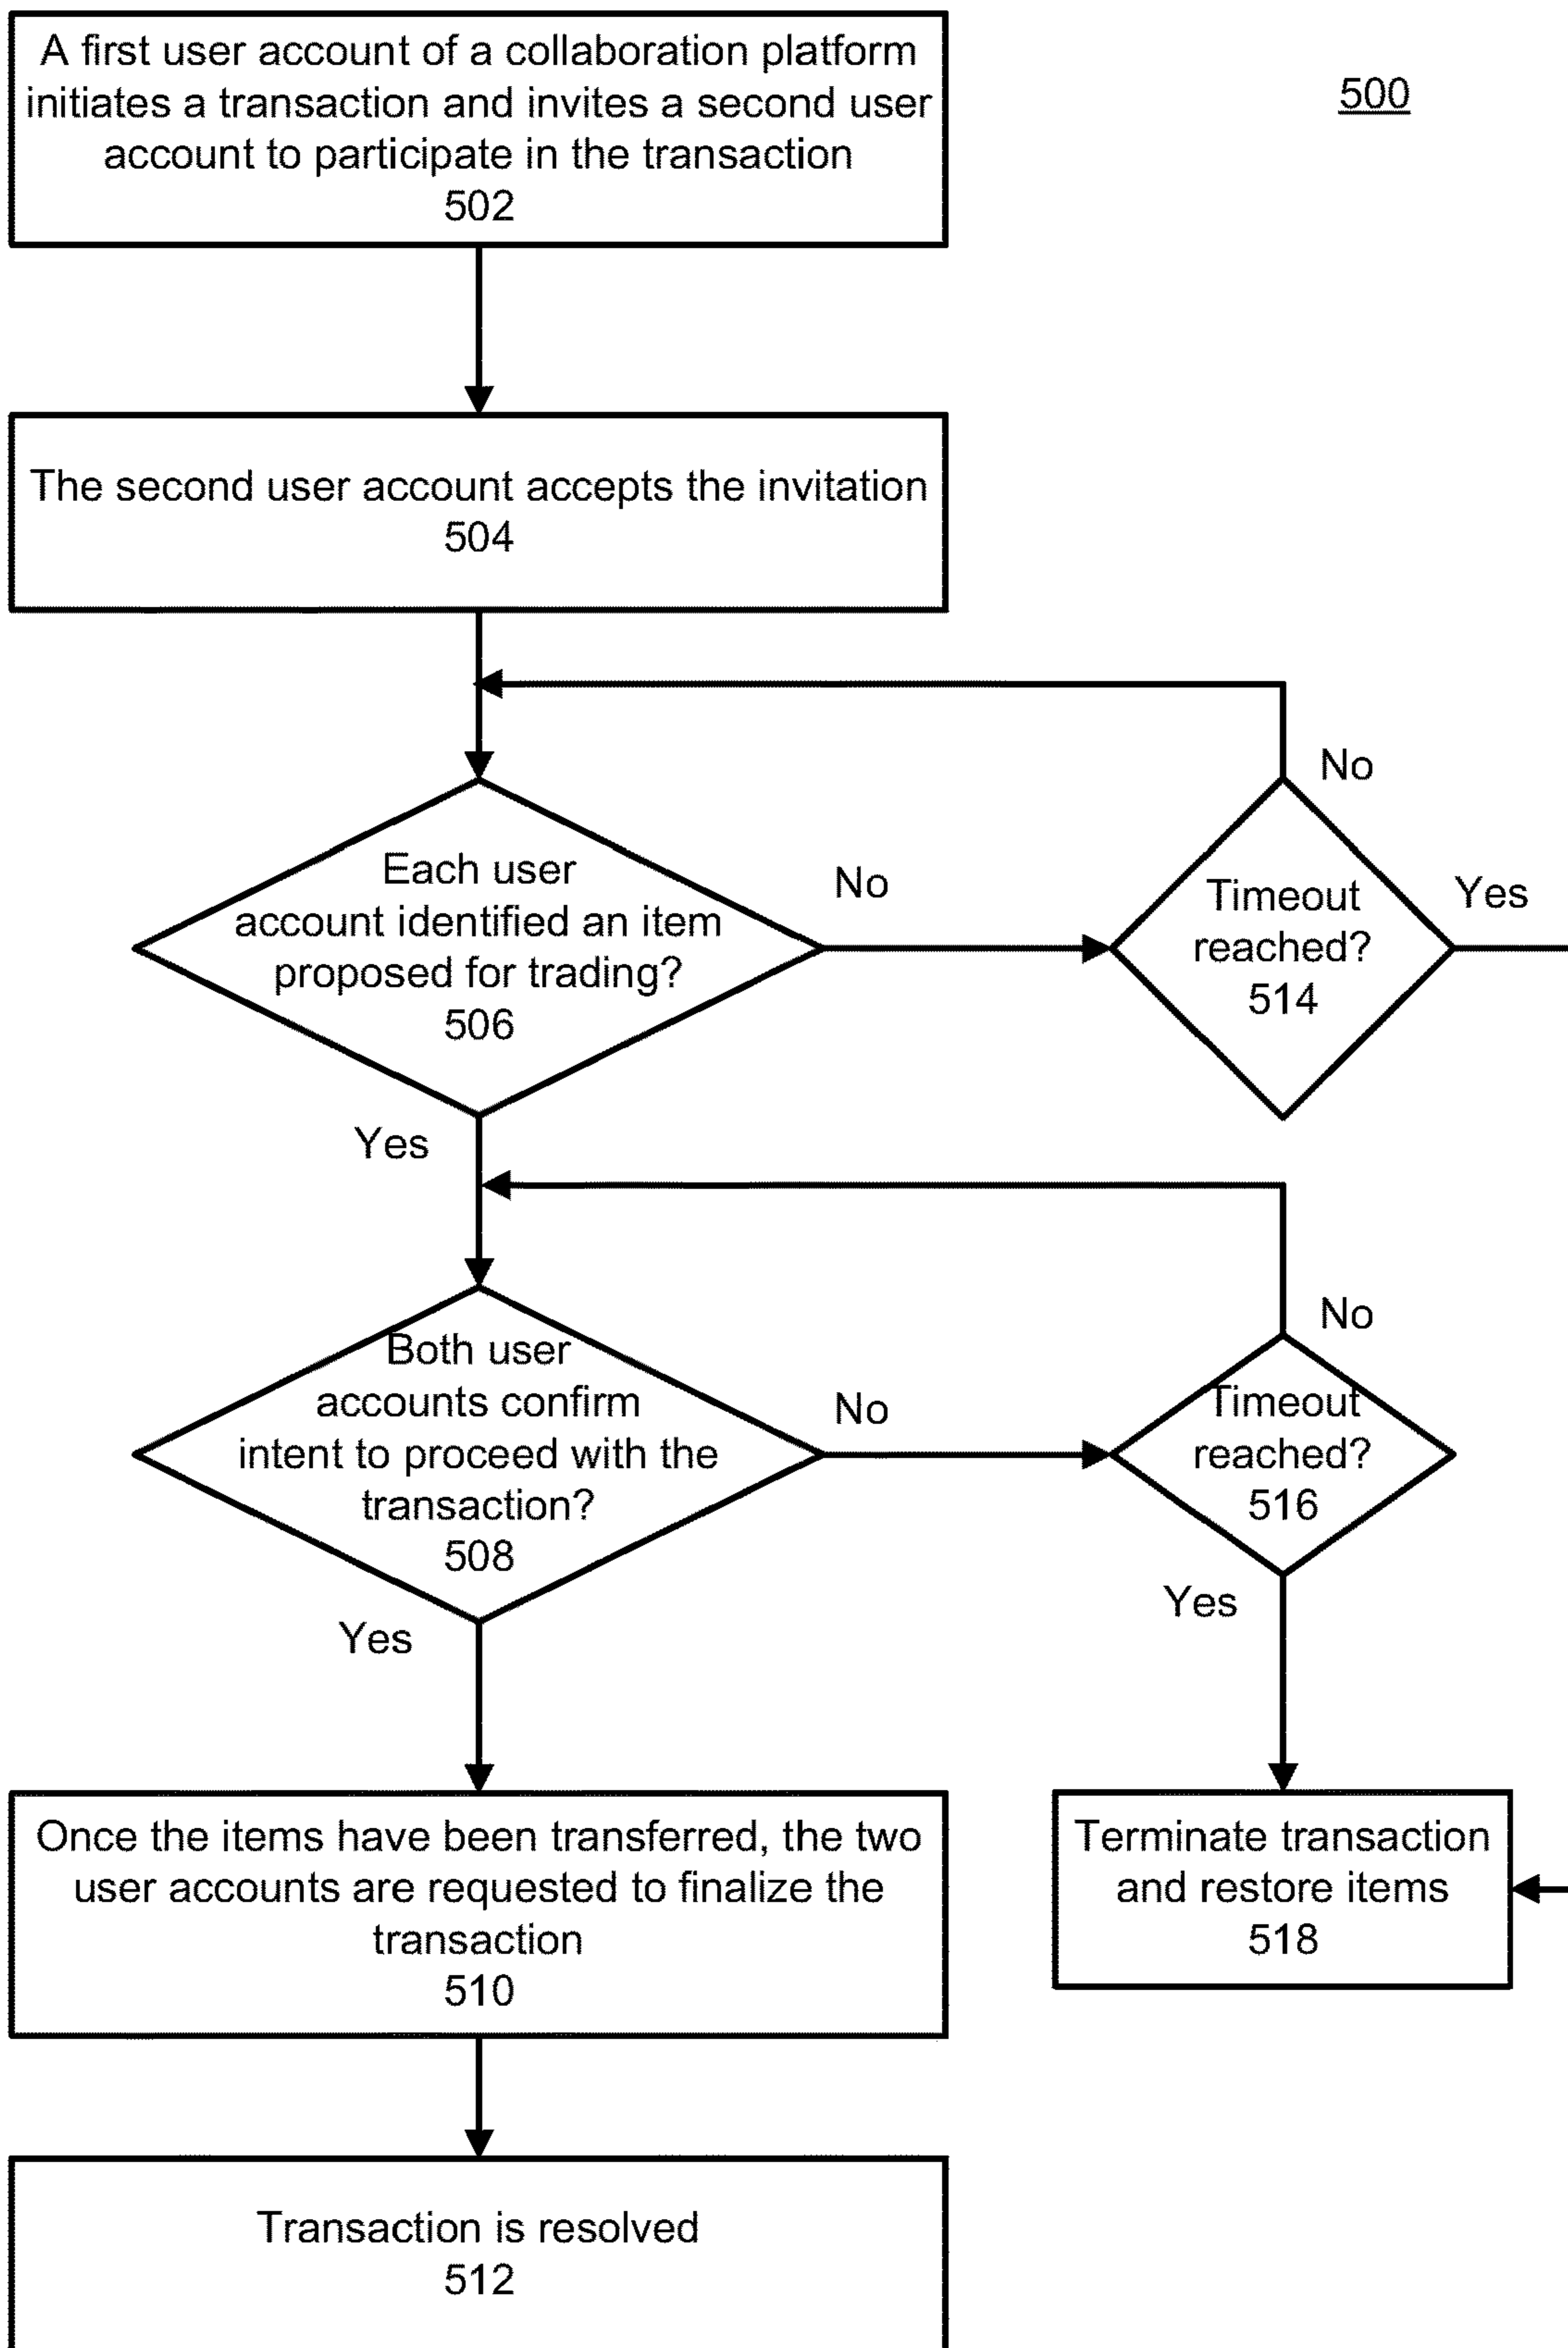 A first user account of a collaboration platform
initiates a transaction and invites a second user
account to participate in the transaction
502
500
The second user account accepts the invitation
504
No
Each user
account identified an item
proposed for trading?
506
No
Timeout
reached?
514
Yes
Yes
No
Both user
accounts confirm
intent to proceed with the
transaction?
508
No
Timeout
reached?
516
Yes
Yes
Once the items have been transferred, the two
user accounts are requested to finalize the
transaction
510
Terminate transaction
and restore items
518
Transaction is resolved
512